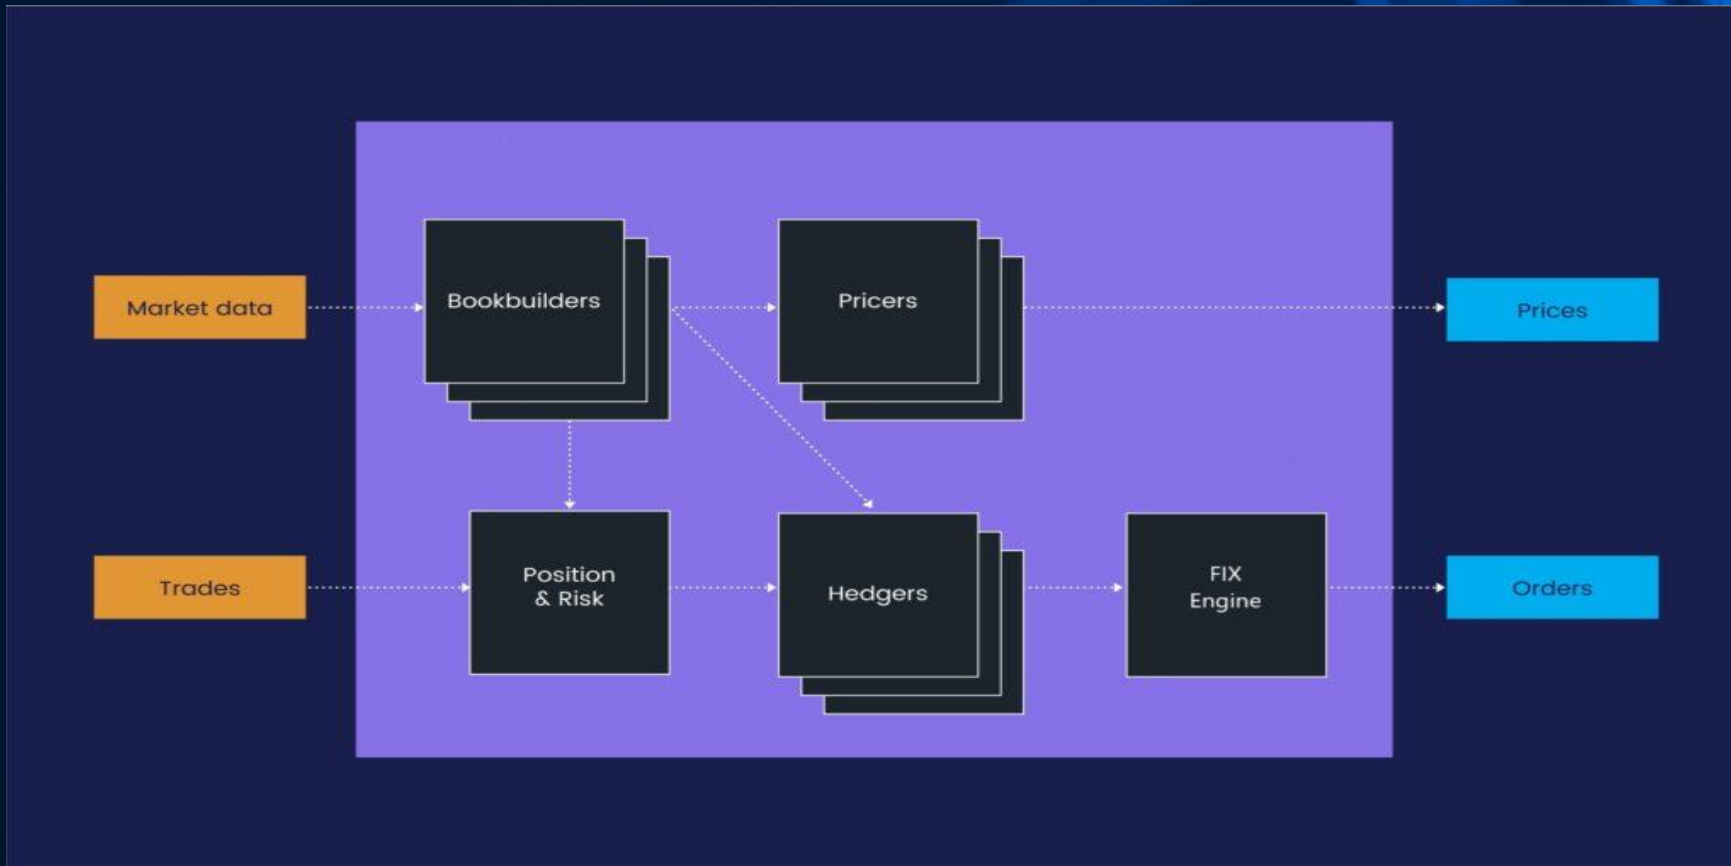 Market data
Bookbuilders
Pricers
Prices
Trades
Position
& Risk
Hedgers
FIX
Engine
Orders